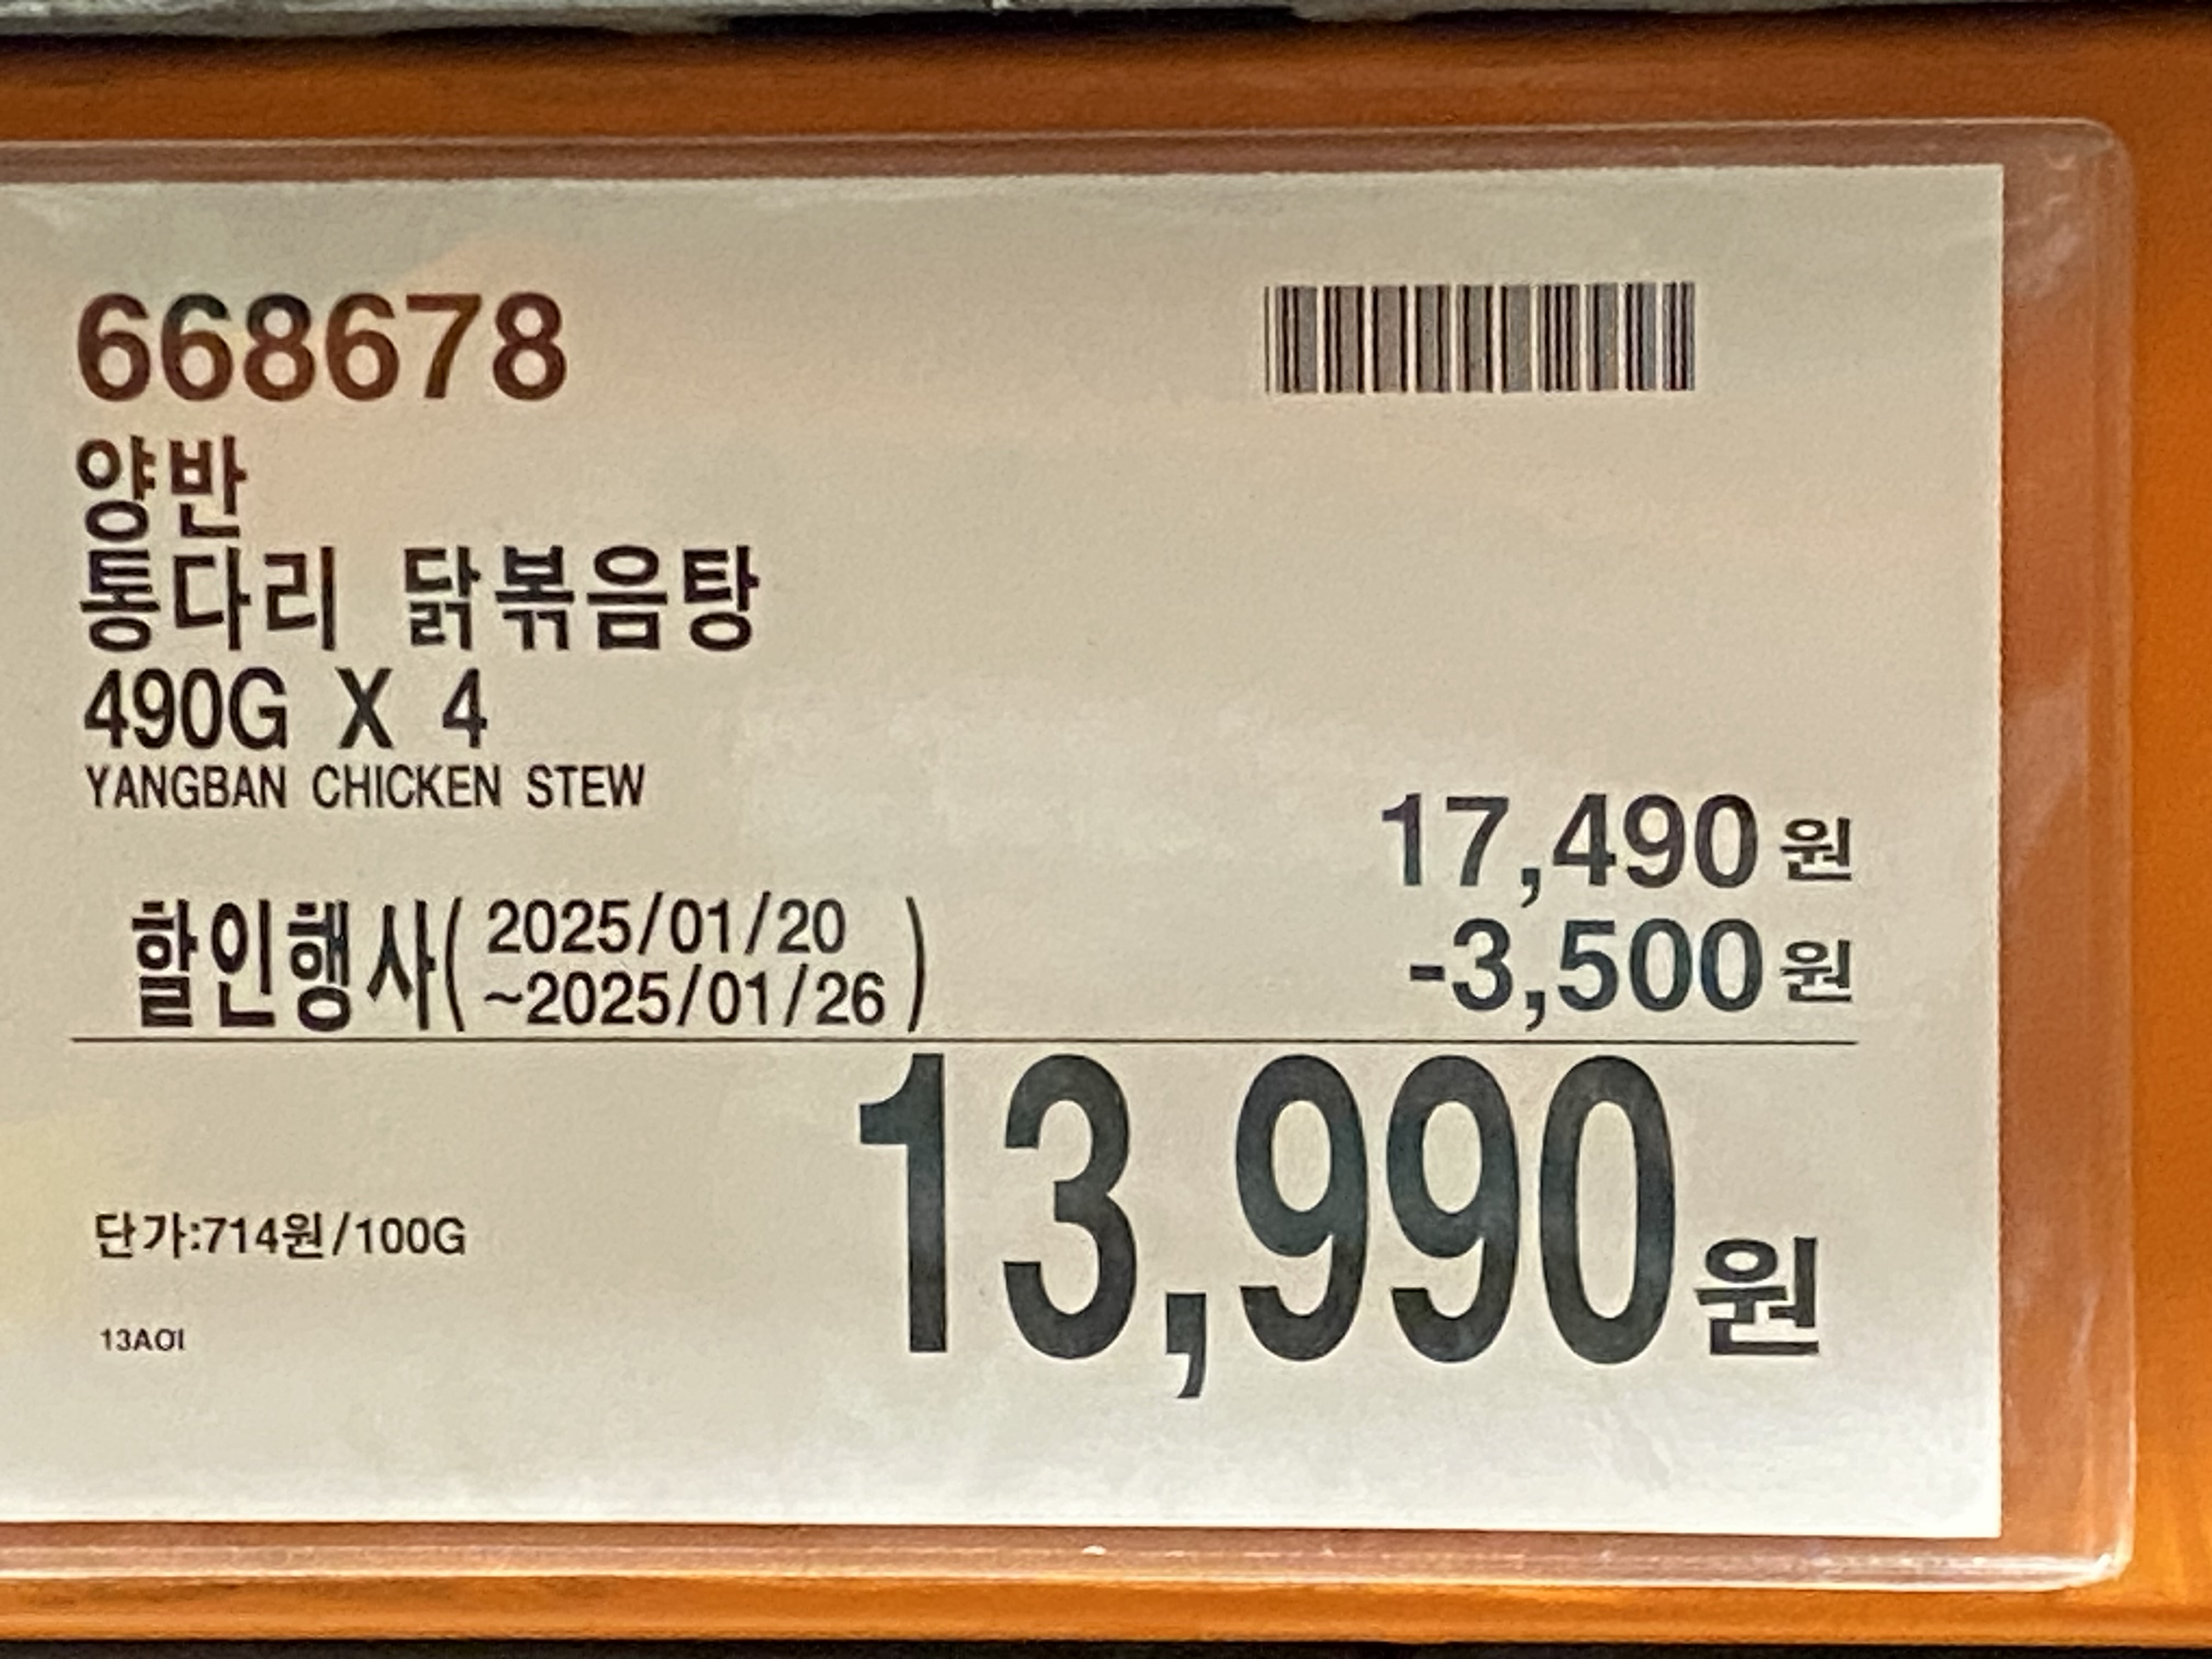 668678
양반
통다리 닭볶음탕
490G X 4
YANGBAN CHICKEN STEW
17,490원
할인행사( 2025/01/20
~2025/01/26 )
-3,500원
13,990원
단가:714원/100G